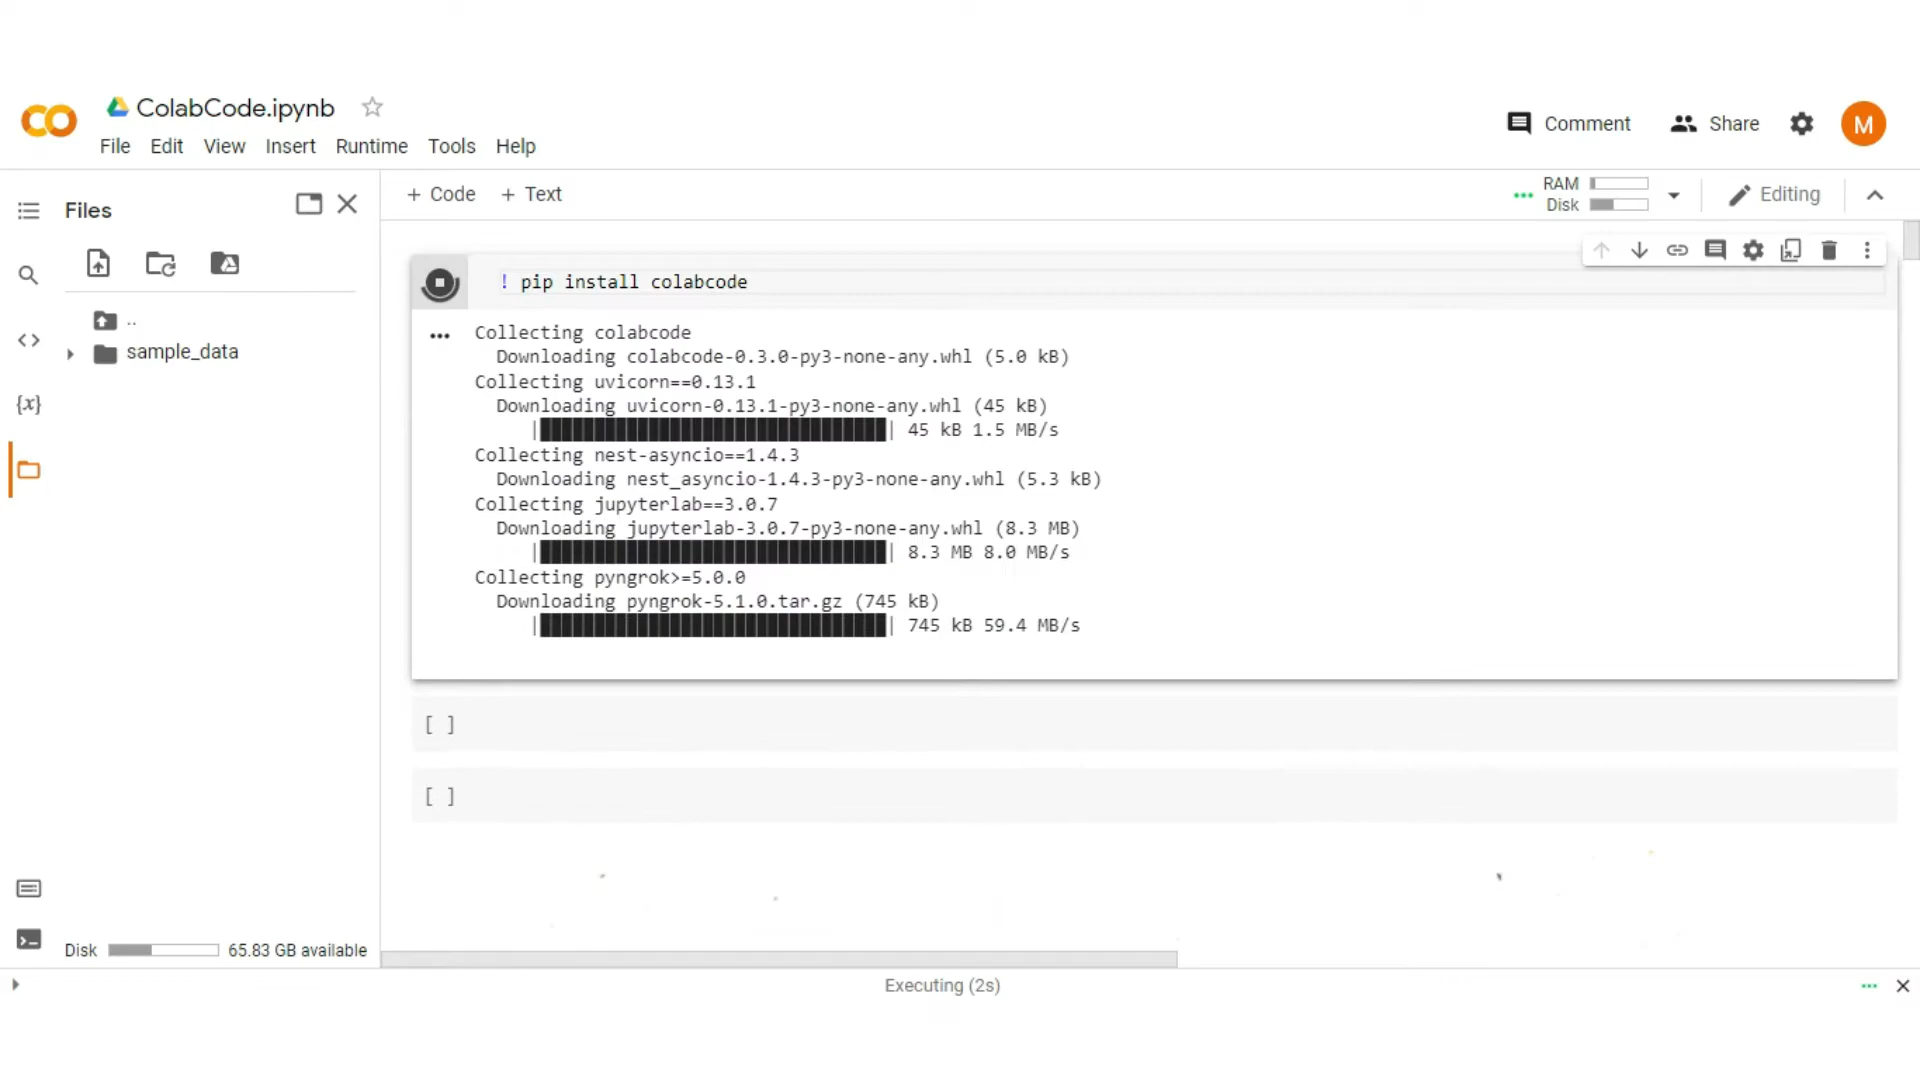 ColabCode.ipynb
File Edit View Insert Runtime Tools Help
Comment Share M
Files
+ Code + Text
RAM
Disk
Editing
..
sample_data
{x}
! pip install colabcode
Collecting colabcode
Downloading colabcode-0.3.0-py3-none-any.whl (5.0 kB)
Collecting uvicorn==0.13.1
Downloading uvicorn-0.13.1-py3-none-any.whl (45 kB)
|████████████████████████████████| 45 kB 1.5 MB/s
Collecting nest-asyncio==1.4.3
Downloading nest_asyncio-1.4.3-py3-none-any.whl (5.3 kB)
Collecting jupyterlab==3.0.7
Downloading jupyterlab-3.0.7-py3-none-any.whl (8.3 MB)
|████████████████████████████████| 8.3 MB 8.0 MB/s
Collecting pyngrok>=5.0.0
Downloading pyngrok-5.1.0.tar.gz (745 kB)
|████████████████████████████████| 745 kB 59.4 MB/s
[ ]
[ ]
Disk 65.83 GB available
Executing (2s)